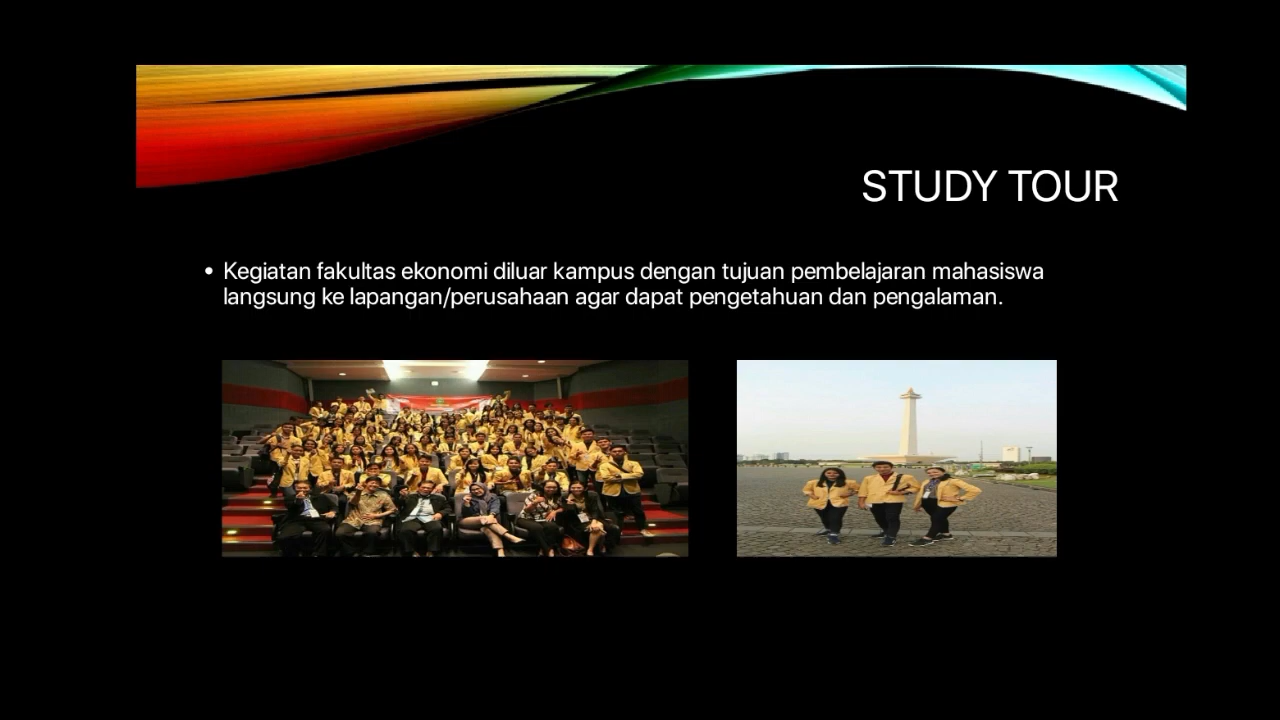 STUDY TOUR
• Kegiatan fakultas ekonomi diluar kampus dengan tujuan pembelajaran mahasiswa
langsung ke lapangan/perusahaan agar dapat pengetahuan dan pengalaman.